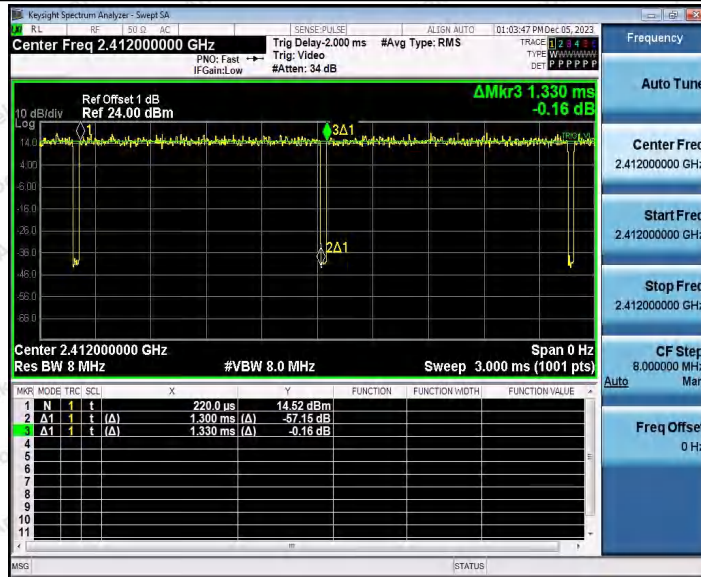 Keysight Spectrum Analyzer - Swept SA
RL RF 50 Ω AC SENSE:PULSE ALIGN AUTO 01:03:47 PM Dec 05, 2023
Center Freq 2.412000000 GHz
PNO: Fast
IFGain:Low
Trig Delay-2.000 ms
Trig: Video
#Atten: 34 dB
#Avg Type: RMS
TRACE 1 2 3 4 5 6
TYPE WWWWWW
DET P P P P P P
ΔMkr3 1.330 ms
-0.16 dB
Ref Offset 1 dB
10 dB/div Ref 24.00 dBm
Log
14.0
4.00
-6.00
-16.0
-26.0
-36.0
-46.0
-56.0
-66.0
1
3Δ1
2Δ1
TRIG LVL
Center 2.412000000 GHz Span 0 Hz
Res BW 8 MHz #VBW 8.0 MHz Sweep 3.000 ms (1001 pts)
MKR MODE TRC SCL X Y FUNCTION FUNCTION WIDTH FUNCTION VALUE
1 N 1 t 220.0 µs 14.52 dBm
2 Δ1 1 t (Δ) 1.300 ms (Δ) -57.15 dB
3 Δ1 1 t (Δ) 1.330 ms (Δ) -0.16 dB
4
5
6
7
8
9
10
11
MSG STATUS
Frequency
Auto Tune
Center Freq
2.412000000 GHz
Start Freq
2.412000000 GHz
Stop Freq
2.412000000 GHz
CF Step
8.000000 MHz
Auto Man
Freq Offset
0 Hz